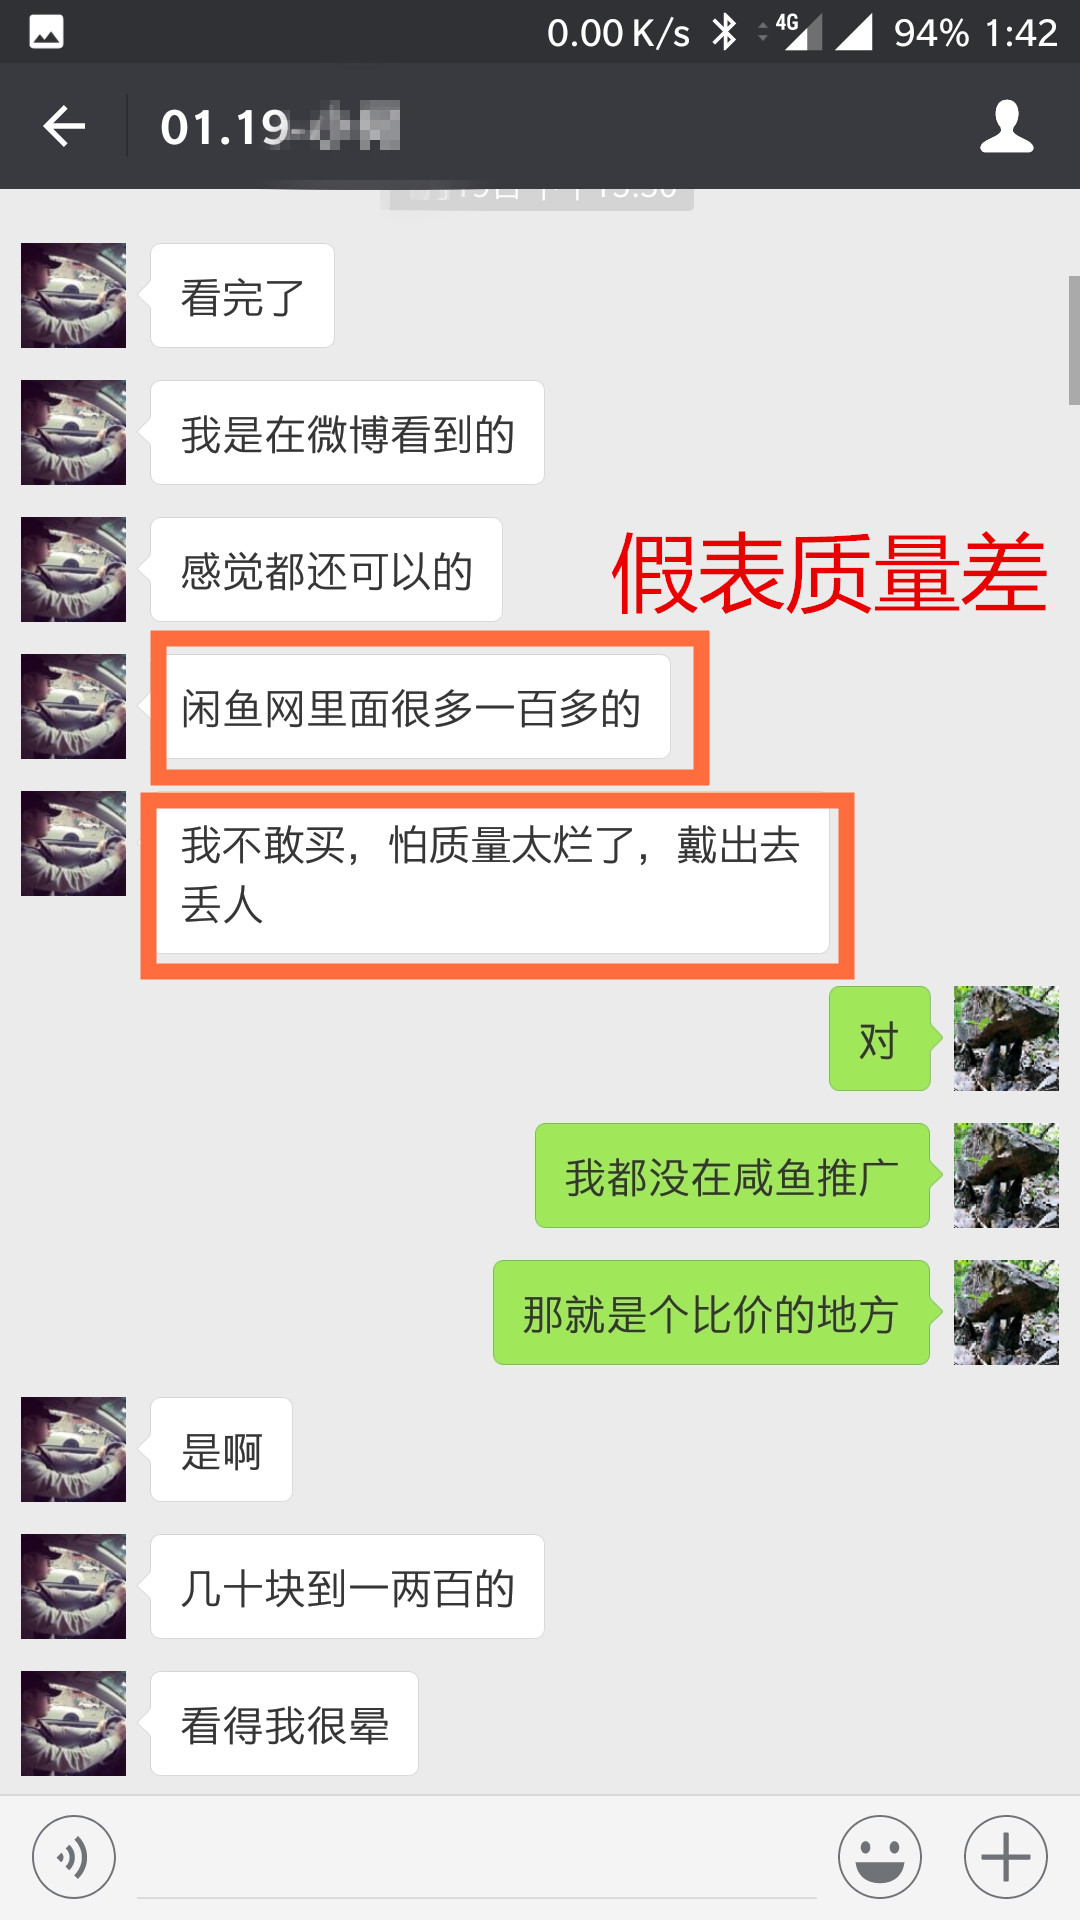 0.00 K/s 4G 94% 1:42
01.19
看完了
我是在微博看到的
感觉都还可以的
假表质量差
闲鱼网里面很多一百多的
我不敢买，怕质量太烂了，戴出去
丢人
对
我都没在咸鱼推广
那就是个比价的地方
是啊
几十块到一两百的
看得我很晕